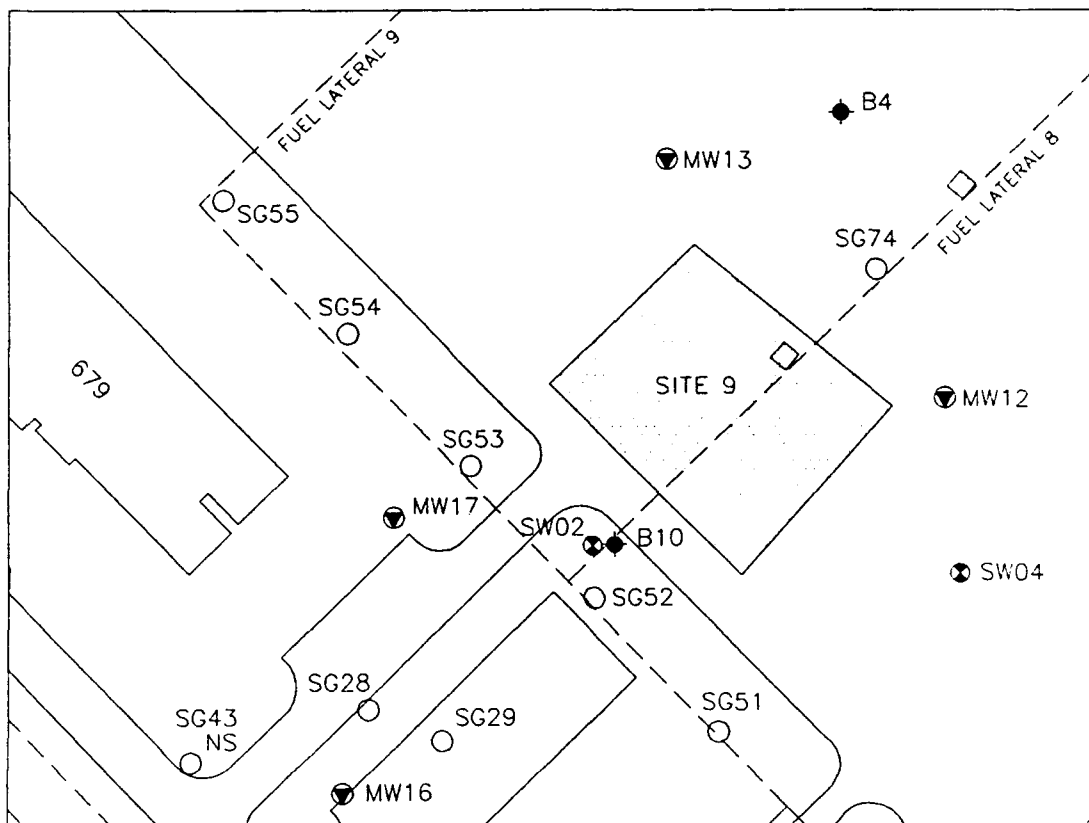 FUEL LATERAL 9
B4
MW13
FUEL LATERAL 8
SG55
SG74
SG54
679
SITE 9
MW12
SG53
MW17
SW02
B10
SW04
SG52
SG28
SG51
SG29
SG43
NS
MW16